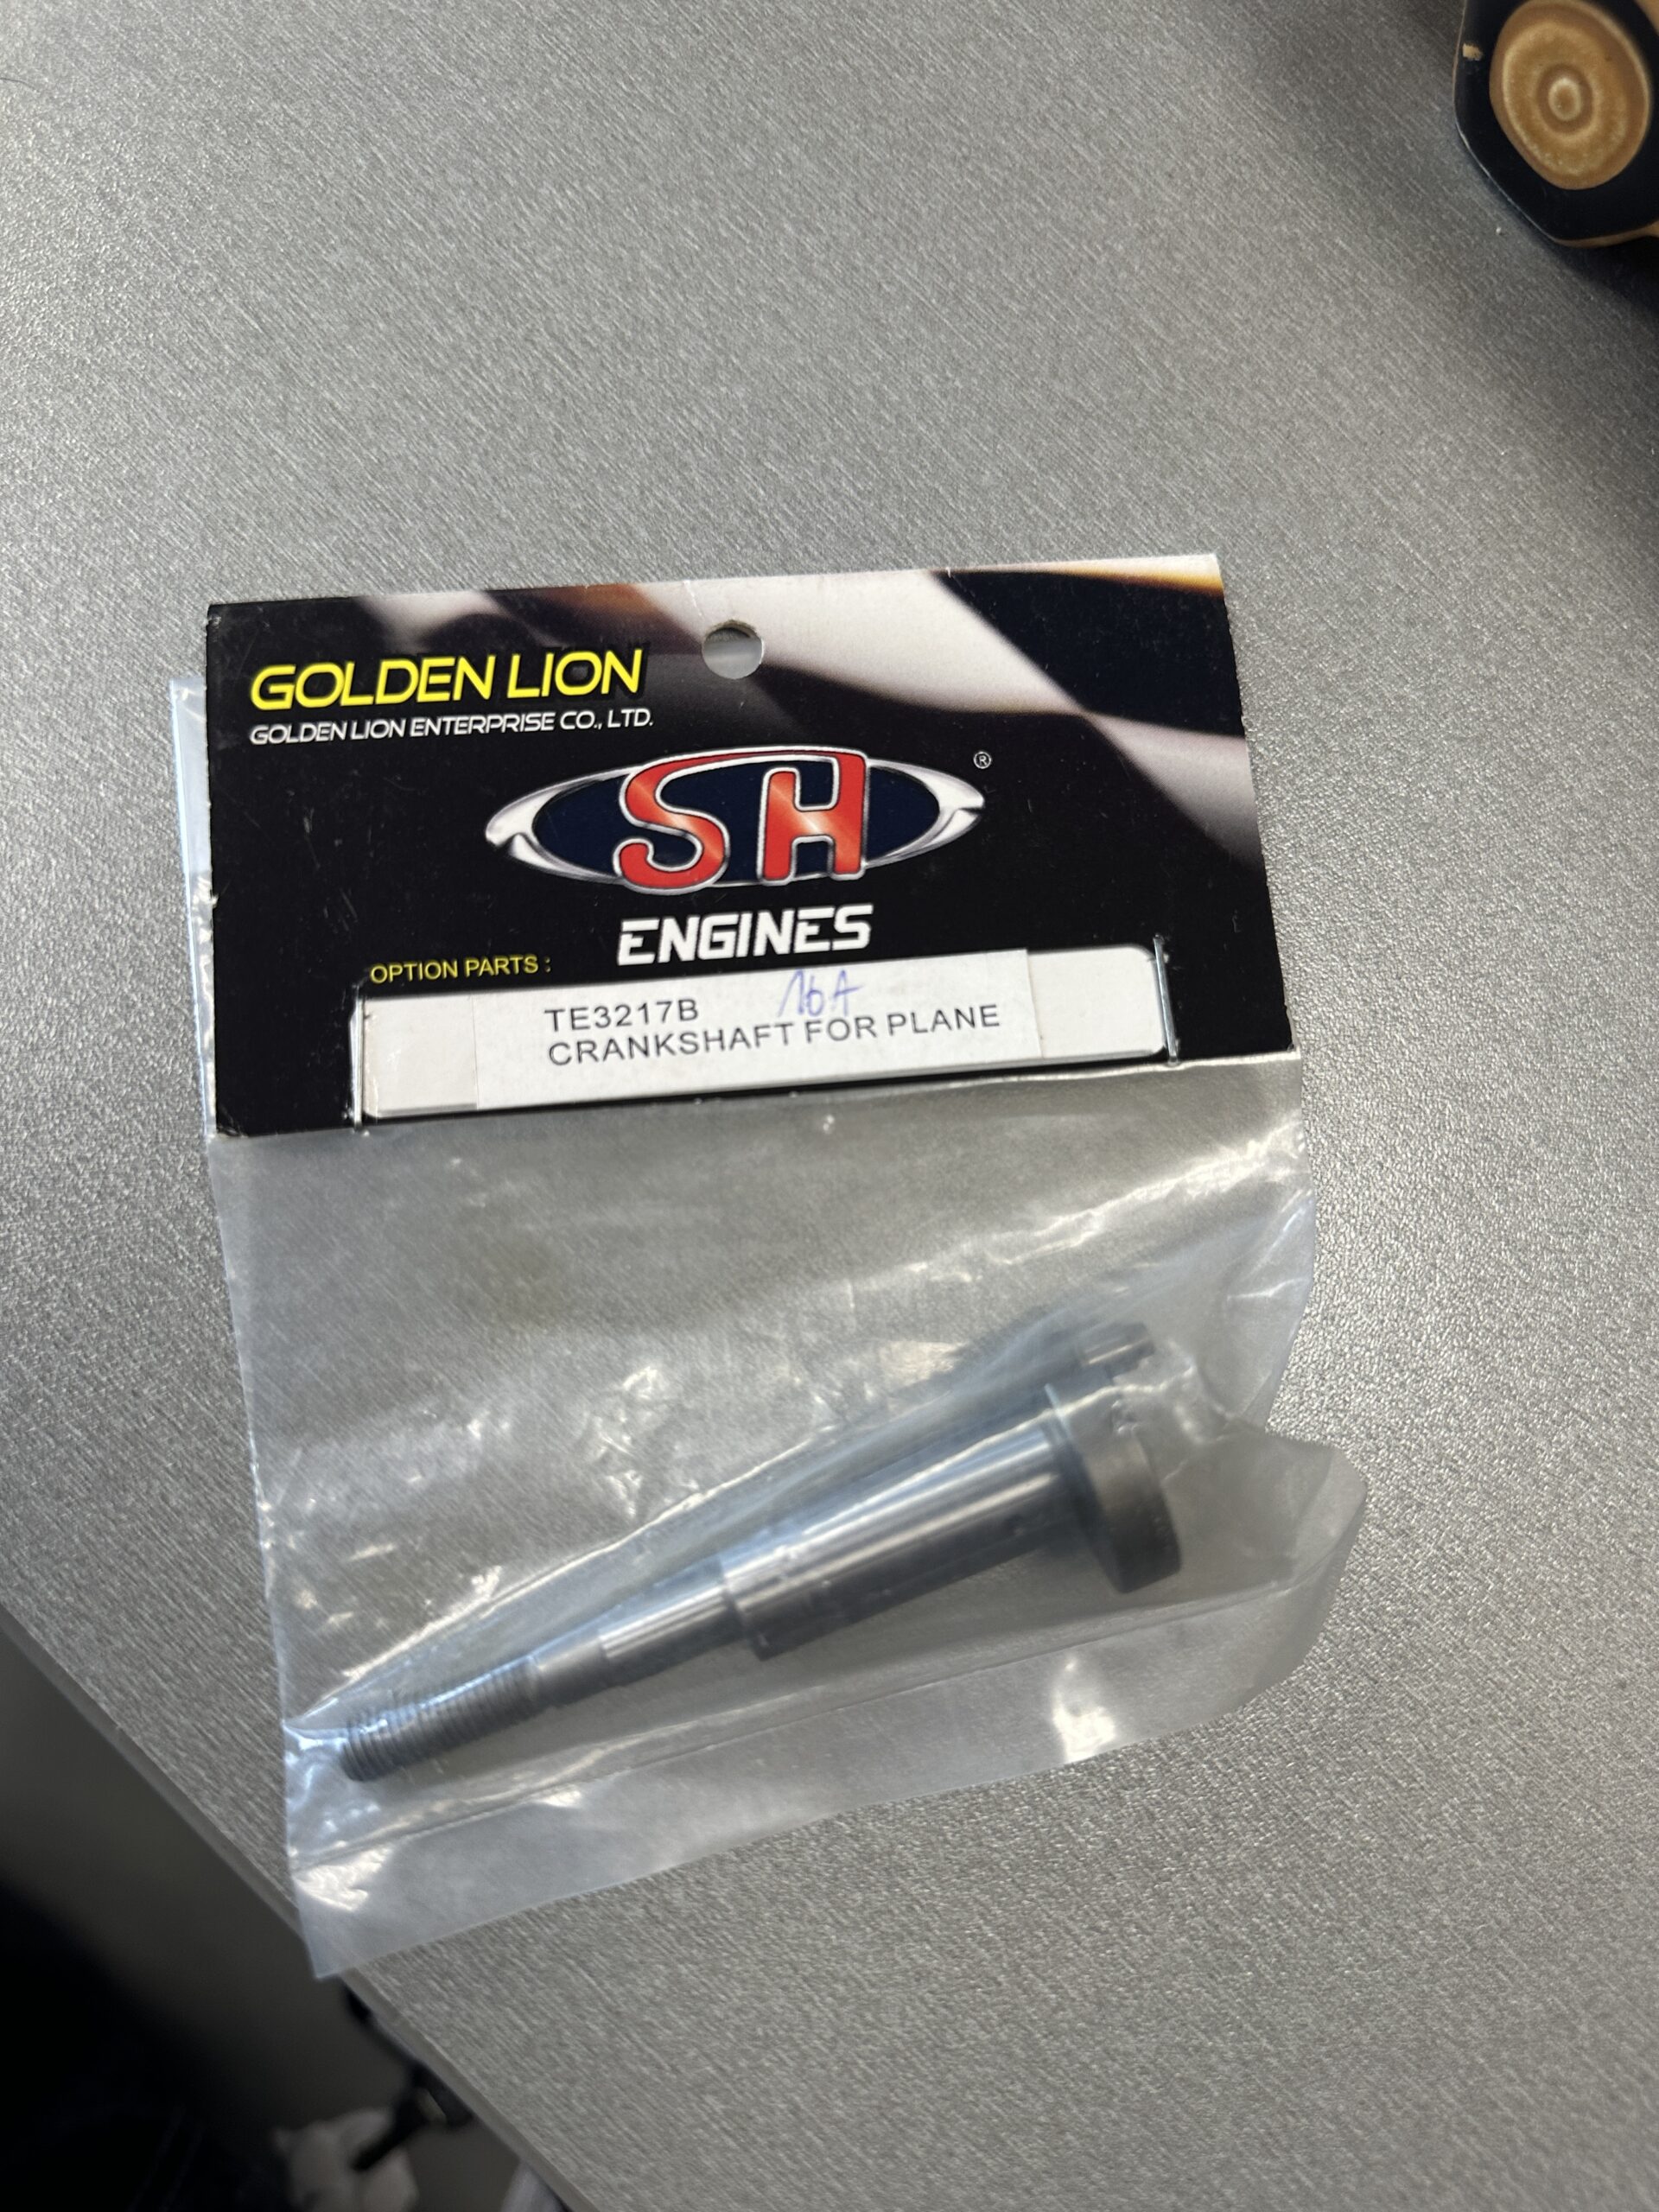 GOLDEN LION
GOLDEN LION ENTERPRISE CO., LTD.
SH ®
ENGINES
OPTION PARTS :
TE3217B 16A
CRANKSHAFT FOR PLANE